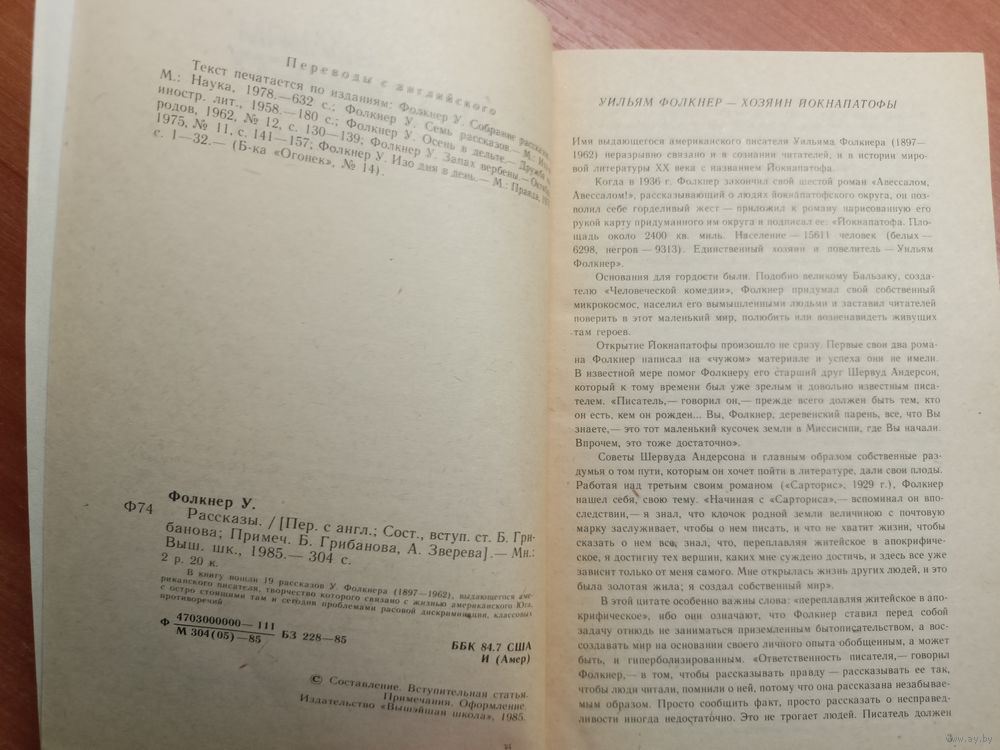 Переводы с английского
Текст печатается по изданиям: Фолкнер У. Собрание рассказов.
М.: Наука, 1978.—632 с.; Фолкнер У. Семь рассказов.— М.:
иностр. лит., 1958.—180 с.; Фолкнер У. Осень в дельте.— Дружба
родов, 1962, № 12, с. 130—139; Фолкнер У. Запах вербены.—
1975, № 11, с. 141—157; Фолкнер У. Изо дня в день.— М.: Правда,
с. 1—32.— (Б-ка «Огонек», № 14).
Фолкнер У.
Ф74 Рассказы. / [Пер. с англ.; Сост., вступ. ст. Б. Гри-
банова; Примеч. Б. Грибанова, А. Зверева].— Мн.:
Выш. шк., 1985.— 304 с.
2 р. 20 к.
В книгу вошли 19 рассказов У. Фолкнера (1897—1962), выдающегося аме-
риканского писателя, творчество которого связано с жизнью американского Юга,
с остро стоящими там и сегодня проблемами расовой дискриминации, классовых
противоречий.
Ф 4703000000—111
М 304(05)—85 БЗ 228—85
ББК 84.7 США
И (Амер)
© Составление. Вступительная статья.
Примечания. Оформление.
Издательство «Вышэйшая школа», 1985.
УИЛЬЯМ ФОЛКНЕР — ХОЗЯИН ЙОКНАПАТОФЫ
Имя выдающегося американского писателя Уильяма Фолкнера (1897—
1962) неразрывно связано и в сознании читателей, и в истории миро-
вой литературы XX века с названием Йокнапатофа.
Когда в 1936 г. Фолкнер закончил свой шестой роман «Авессалом,
Авессалом!», рассказывающий о людях йокнапатофского округа, он поз-
волил себе горделивый жест — приложил к роману нарисованную его
рукой карту придуманного им округа и подписал ее: «Йокнапатофа. Пло-
щадь около 2400 кв. миль. Население — 15611 человек (белых —
6298, негров — 9313). Единственный хозяин и повелитель — Уильям
Фолкнер».
Основания для гордости были. Подобно великому Бальзаку, созда-
телю «Человеческой комедии», Фолкнер придумал свой собственный
микрокосмос, населил его вымышленными людьми и заставил читателей
поверить в этот маленький мир, полюбить или возненавидеть живущих
там героев.
Открытие Йокнапатофы произошло не сразу. Первые свои два рома-
на Фолкнер написал на «чужом» материале и успеха они не имели.
В известной мере помог Фолкнеру его старший друг Шервуд Андерсон,
который к тому времени был уже зрелым и довольно известным писа-
телем. «Писатель,— говорил он,— прежде всего должен быть тем, кто
он есть, кем он рожден... Вы, Фолкнер, деревенский парень, все, что Вы
знаете,— это тот маленький кусочек земли в Миссисипи, где Вы начали.
Впрочем, это тоже достаточно».
Советы Шервуда Андерсона и главным образом собственные раз-
думья о том пути, которым он хочет пойти в литературе, дали свои плоды.
Работая над третьим своим романом («Сарторис», 1929 г.), Фолкнер
нашел себя, свою тему. «Начиная с «Сарториса»,— вспоминал он впо-
следствии,— я знал, что клочок родной земли величиною с почтовую
марку заслуживает, чтобы о нем писать, и что не хватит жизни, чтобы
сказать о нем все, знал, что, переплавляя житейское в апокрифиче-
ское, я достигну тех вершин, каких мне суждено достичь, и здесь все уже
зависит только от меня самого. Мне открылась жизнь других людей, и это
была золотая жила; я создал собственный мир».
В этой цитате особенно важны слова: «переплавляя житейское в апо-
крифическое», ибо они означают, что Фолкнер ставил перед собой
задачу отнюдь не заниматься приземленным бытописательством, а вос-
создавать мир на основании своего личного опыта обобщенным, а может
быть, и гиперболизированным. «Ответственность писателя,— говорил
Фолкнер,— в том, чтобы рассказывать правду — рассказывать ее так,
чтобы люди читали, помнили о ней, потому что она рассказана незабывае-
мым образом. Просто сообщить факт, просто рассказать о несправед-
ливости иногда недостаточно. Это не трогает людей. Писатель должен
3
www.ay.by